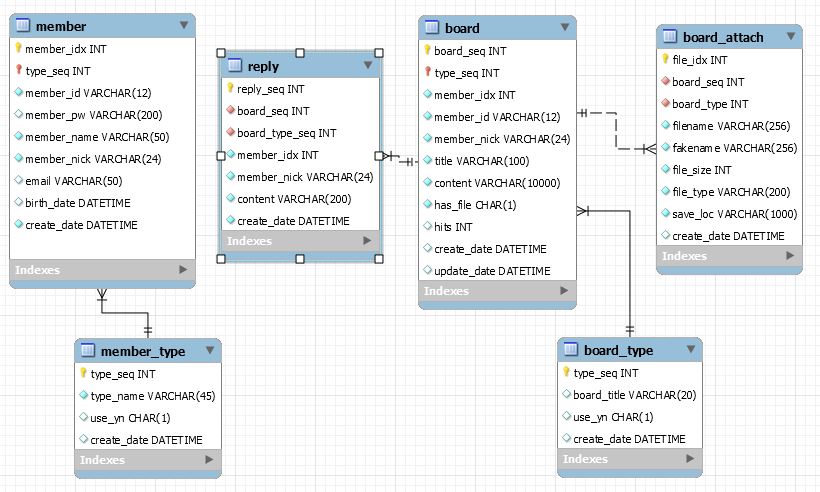 member
member_idx INT
type_seq INT
member_id VARCHAR(12)
member_pw VARCHAR(200)
member_name VARCHAR(50)
member_nick VARCHAR(24)
email VARCHAR(50)
birth_date DATETIME
create_date DATETIME
Indexes
reply
reply_seq INT
board_seq INT
board_type_seq INT
member_idx INT
member_nick VARCHAR(24)
content VARCHAR(200)
create_date DATETIME
Indexes
board
board_seq INT
type_seq INT
member_idx INT
member_id VARCHAR(12)
member_nick VARCHAR(24)
title VARCHAR(100)
content VARCHAR(10000)
has_file CHAR(1)
hits INT
create_date DATETIME
update_date DATETIME
Indexes
board_attach
file_idx INT
board_seq INT
board_type INT
filename VARCHAR(256)
fakename VARCHAR(256)
file_size INT
file_type VARCHAR(200)
save_loc VARCHAR(1000)
create_date DATETIME
Indexes
member_type
type_seq INT
type_name VARCHAR(45)
use_yn CHAR(1)
create_date DATETIME
Indexes
board_type
type_seq INT
board_title VARCHAR(20)
use_yn CHAR(1)
create_date DATETIME
Indexes